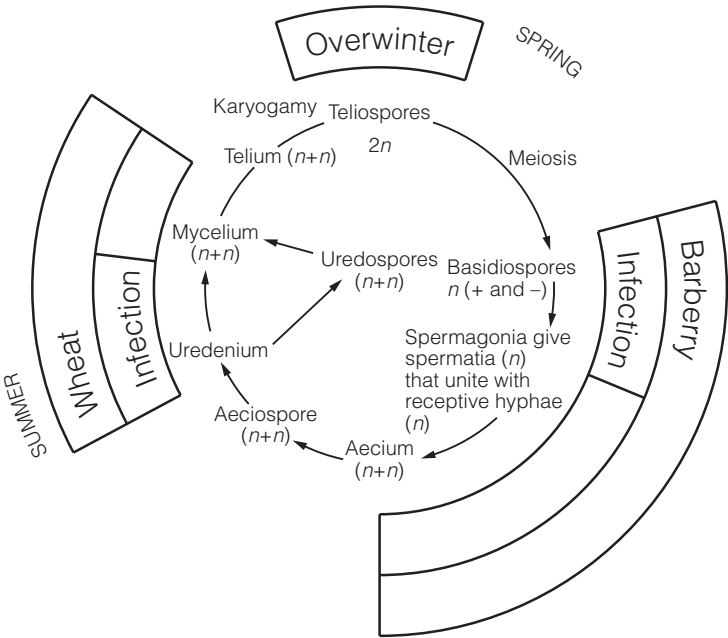 Overwinter
SPRING
Karyogamy
Teliospores
2n
Telium (n+n)
Meiosis
Mycelium
(n+n)
Uredospores
(n+n)
Basidiospores
n (+ and –)
Infection
Barberry
Wheat
Infection
SUMMER
Uredenium
Spermagonia give
spermatia (n)
that unite with
receptive hyphae
(n)
Aeciospore
(n+n)
Aecium
(n+n)